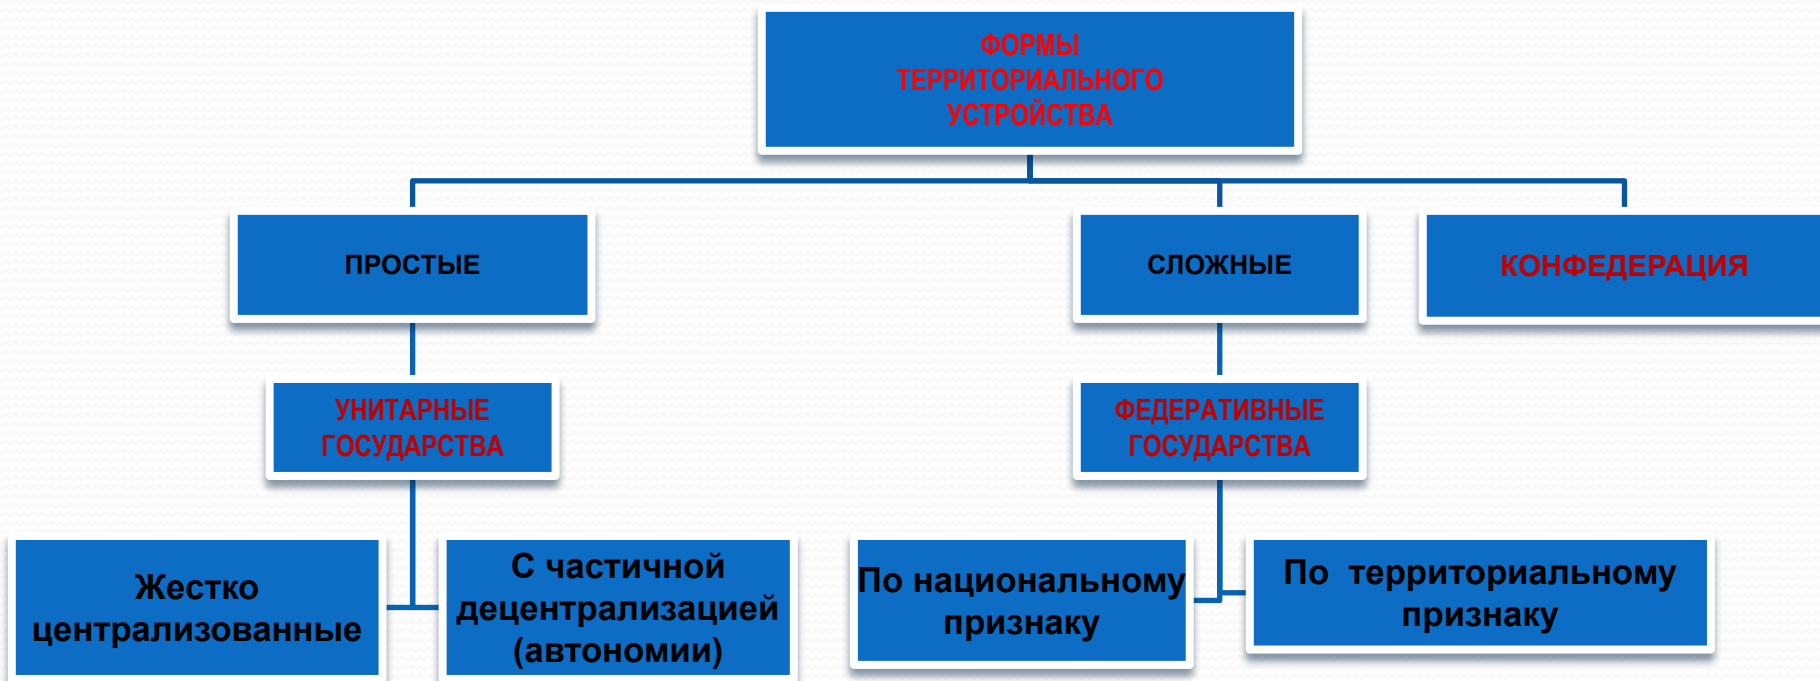 ФОРМЫ
ТЕРРИТОРИАЛЬНОГО
УСТРОЙСТВА
ПРОСТЫЕ
СЛОЖНЫЕ
КОНФЕДЕРАЦИЯ
УНИТАРНЫЕ
ГОСУДАРСТВА
ФЕДЕРАТИВНЫЕ
ГОСУДАРСТВА
Жестко
централизованные
С частичной
децентрализацией
(автономии)
По национальному
признаку
По территориальному
признаку